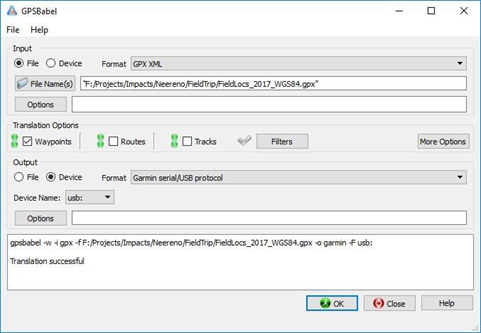 GPSBabel
File Help
Input
File Device Format GPX XML
File Name(s) "F:/Projects/Impacts/Neereno/FieldTrip/FieldLocs_2017_WGS84.gpx"
Options
Translation Options
Waypoints Routes Tracks Filters More Options
Output
File Device Format Garmin serial/USB protocol
Device Name: usb:
Options
gpsbabel -w -i gpx -f F:/Projects/Impacts/Neereno/FieldTrip/FieldLocs_2017_WGS84.gpx -o garmin -F usb:
Translation successful
OK Close Help